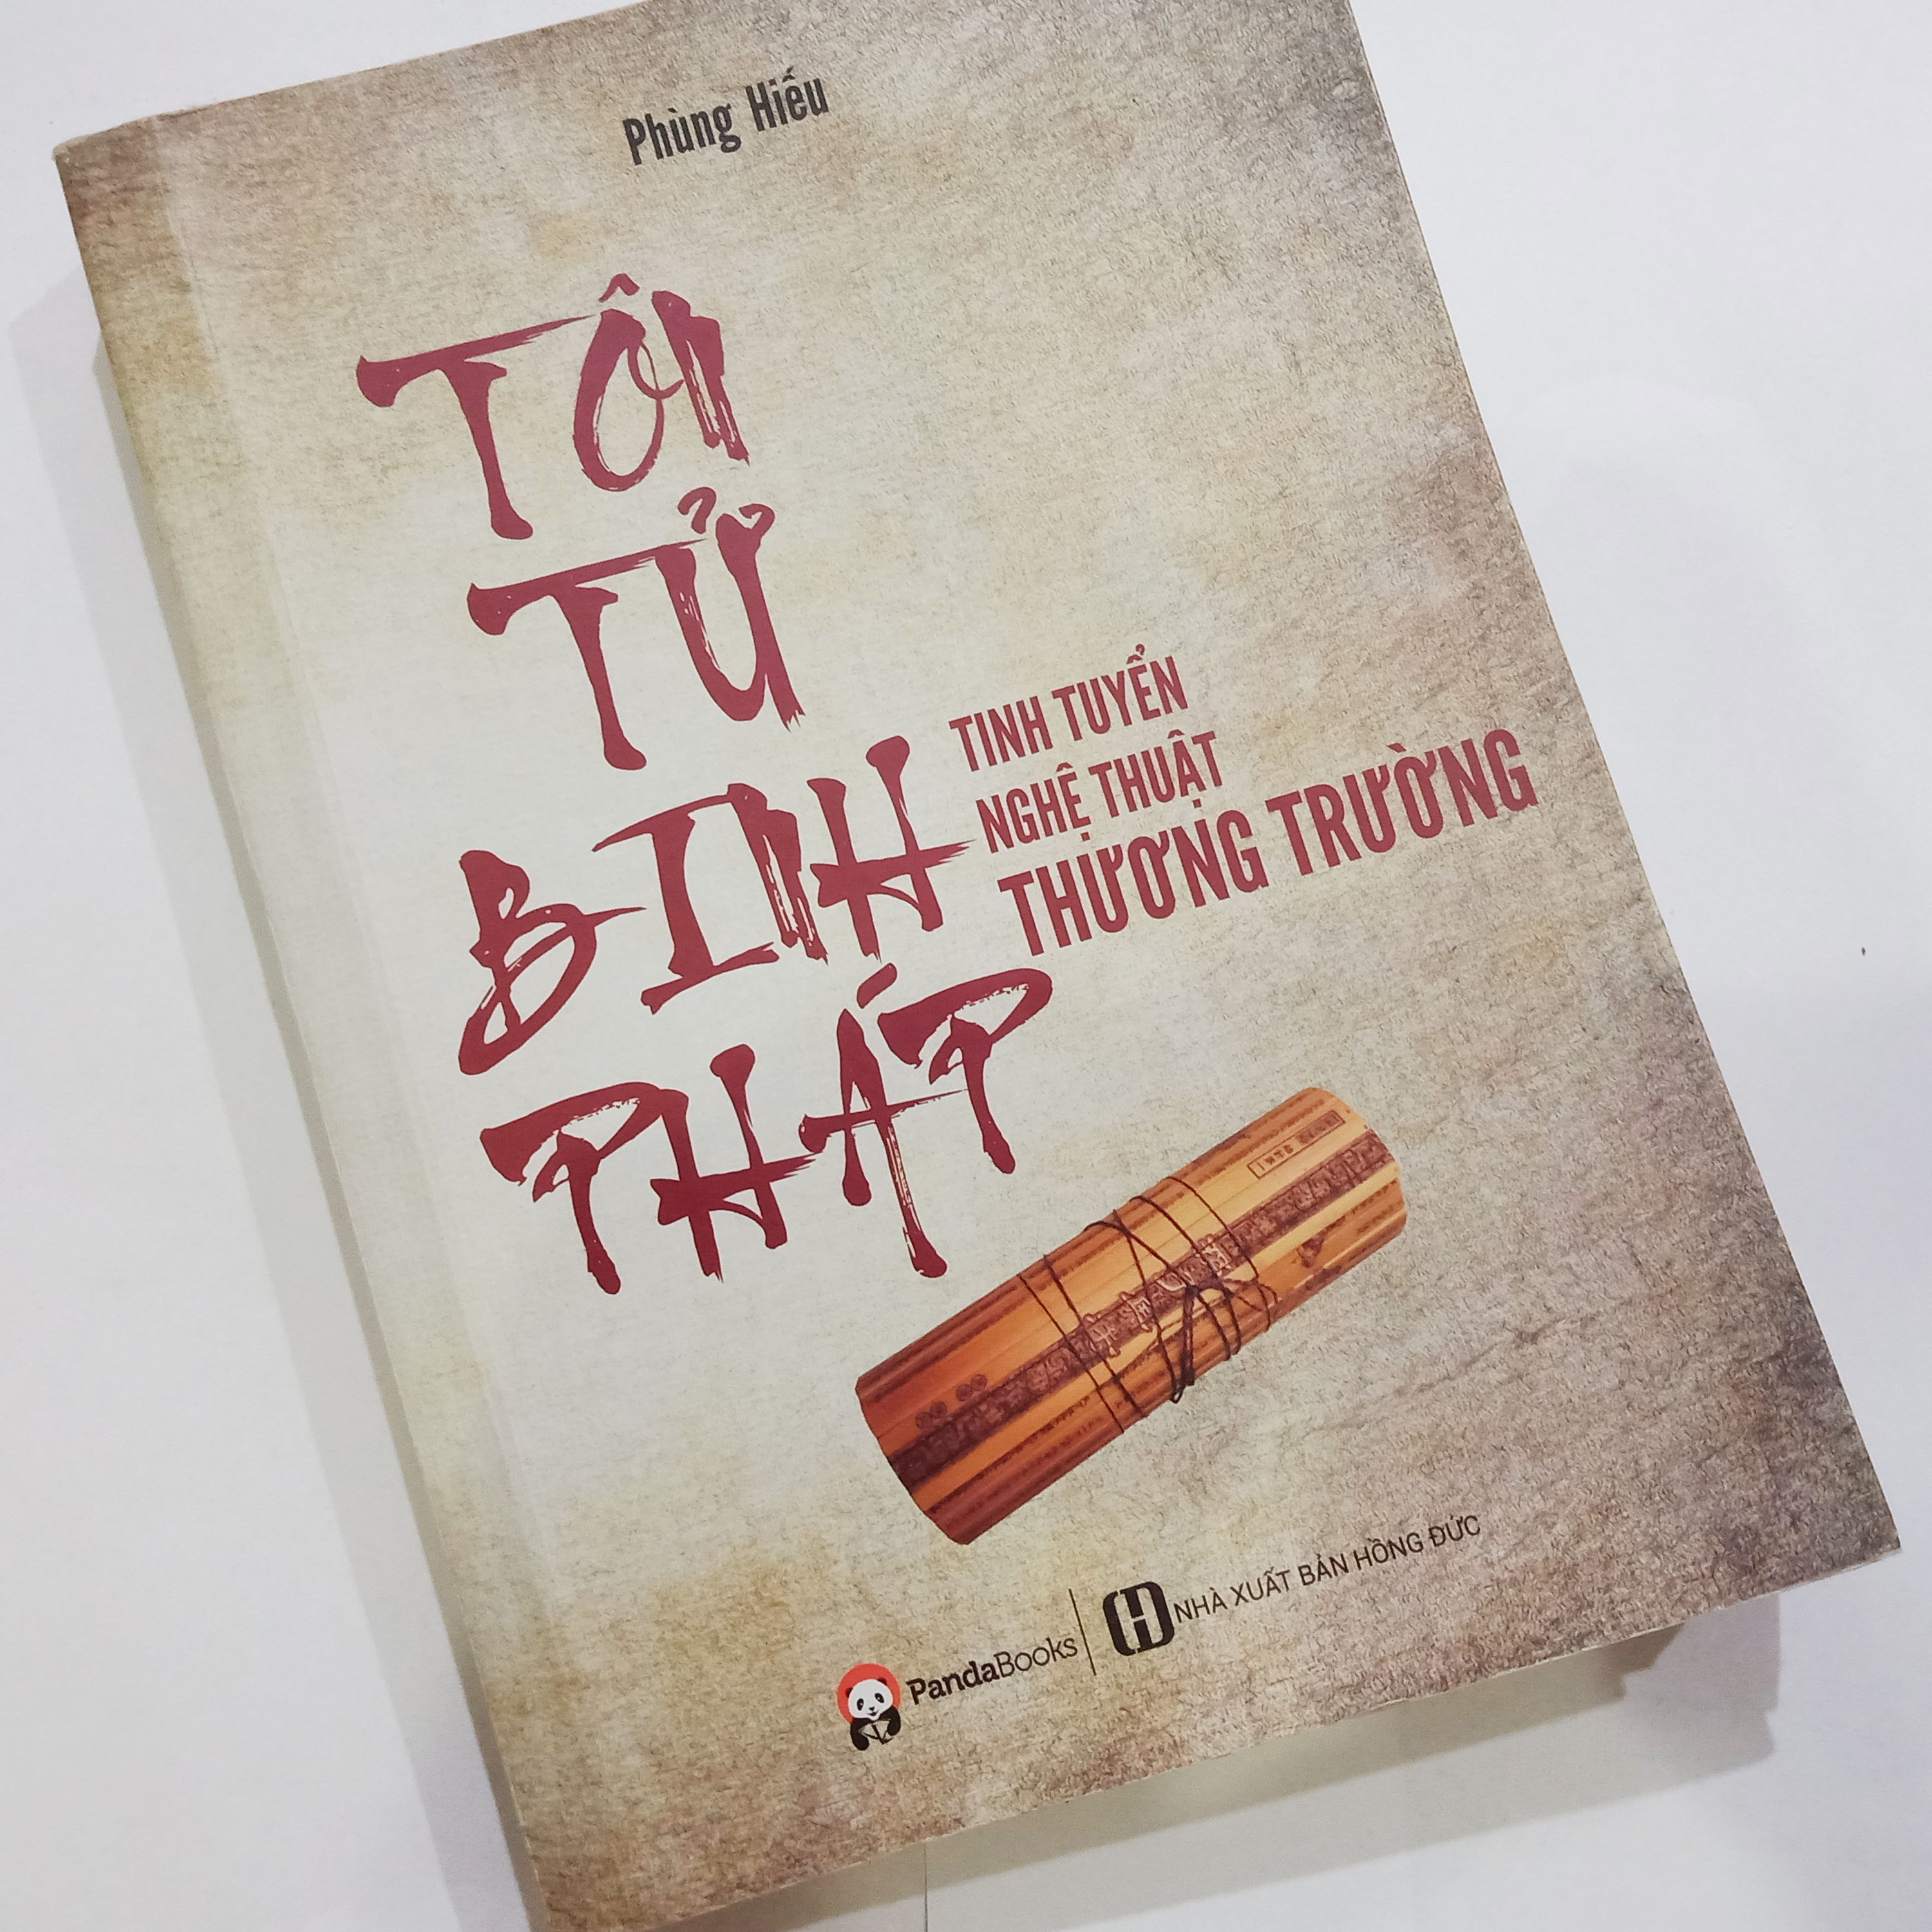 Phùng Hiếu
TÔN
TỬ
BINH
PHÁP
TINH TUYỂN
NGHỆ THUẬT
THƯƠNG TRƯỜNG
PandaBooks
NHÀ XUẤT BẢN HỒNG ĐỨC